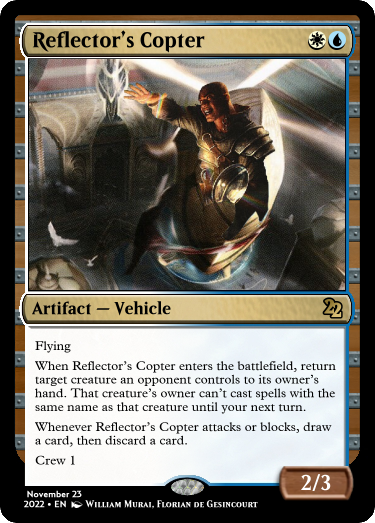 Reflector's Copter
Artifact — Vehicle
Flying
When Reflector's Copter enters the battlefield, return
target creature an opponent controls to its owner's
hand. That creature's owner can't cast spells with the
same name as that creature until your next turn.
Whenever Reflector's Copter attacks or blocks, draw
a card, then discard a card.
Crew 1
2/3
November 23
2022 • EN William Murai, Florian de Gesincourt